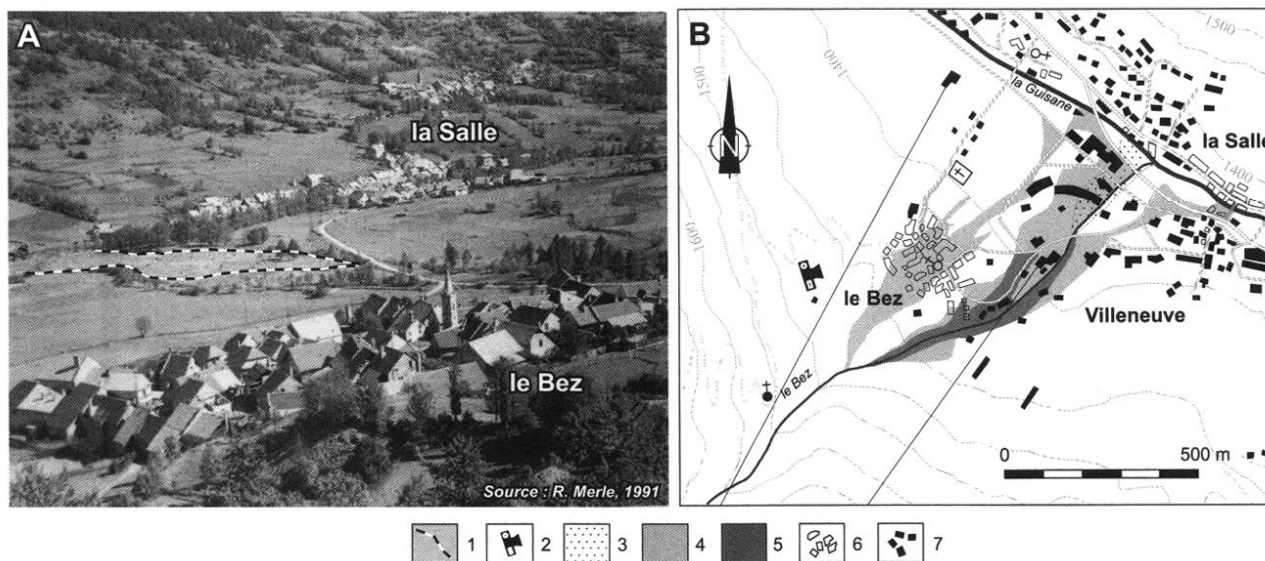 A
la Salle
le Bez
Source : R. Merle, 1991
B
1500
1400
1500
la Guisane
N
la Salle
1400
1600
le Bez
Villeneuve
le Bez
0 500 m
1 2 3 4 5 6 7